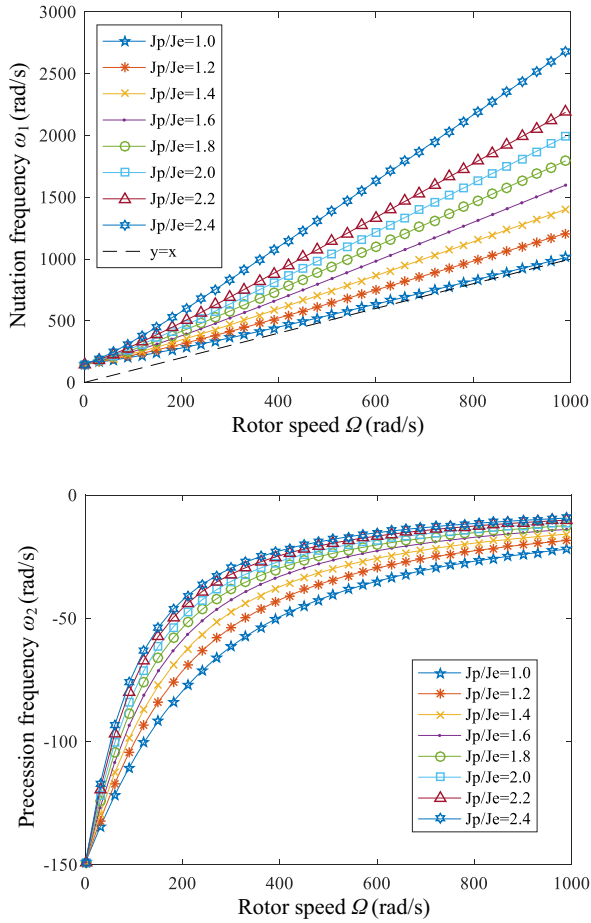 Nutation frequency ω1 (rad/s)
3000
2500
2000
1500
1000
500
0
Jp/Je=1.0
Jp/Je=1.2
Jp/Je=1.4
Jp/Je=1.6
Jp/Je=1.8
Jp/Je=2.0
Jp/Je=2.2
Jp/Je=2.4
y=x
0 200 400 600 800 1000
Rotor speed Ω (rad/s)
Precession frequency ω2 (rad/s)
0
-50
-100
-150
Jp/Je=1.0
Jp/Je=1.2
Jp/Je=1.4
Jp/Je=1.6
Jp/Je=1.8
Jp/Je=2.0
Jp/Je=2.2
Jp/Je=2.4
0 200 400 600 800 1000
Rotor speed Ω (rad/s)